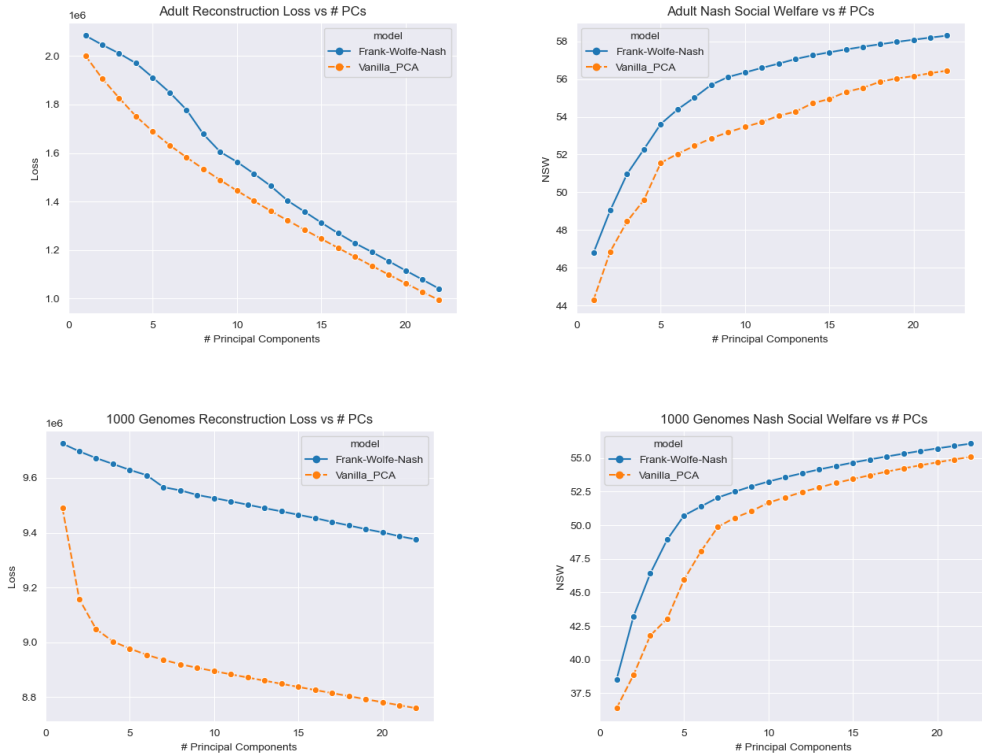 Adult Reconstruction Loss vs # PCs
1e6
model
Frank-Wolfe-Nash
Vanilla_PCA
2.0
1.8
1.6
1.4
1.2
1.0
Loss
0
5
10
15
20
# Principal Components
Adult Nash Social Welfare vs # PCs
model
Frank-Wolfe-Nash
Vanilla_PCA
58
56
54
52
50
48
46
44
NSW
0
5
10
15
20
# Principal Components
1000 Genomes Reconstruction Loss vs # PCs
1e6
model
Frank-Wolfe-Nash
Vanilla_PCA
9.6
9.4
9.2
9.0
8.8
Loss
0
5
10
15
20
# Principal Components
1000 Genomes Nash Social Welfare vs # PCs
model
Frank-Wolfe-Nash
Vanilla_PCA
55.0
52.5
50.0
47.5
45.0
42.5
40.0
37.5
NSW
0
5
10
15
20
# Principal Components